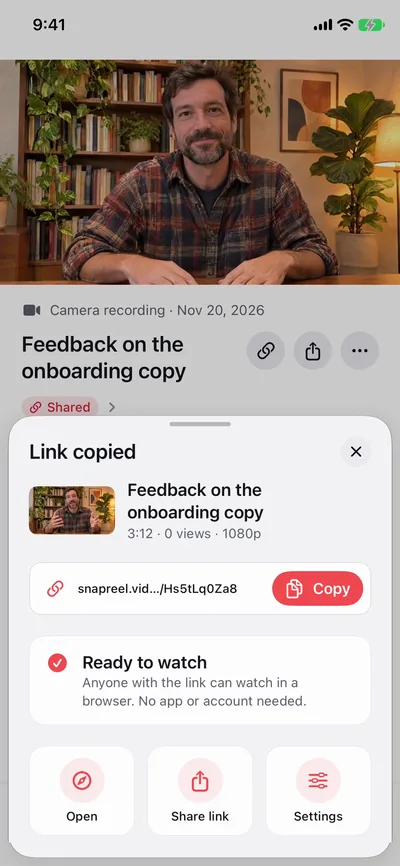 9:41
Camera recording · Nov 20, 2026
Feedback on the
onboarding copy
Shared
Link copied
Feedback on the
onboarding copy
3:12 · 0 views · 1080p
snapreel.vid.../Hs5tLq0Za8
Copy
Ready to watch
Anyone with the link can watch in a
browser. No app or account needed.
Open
Share link
Settings